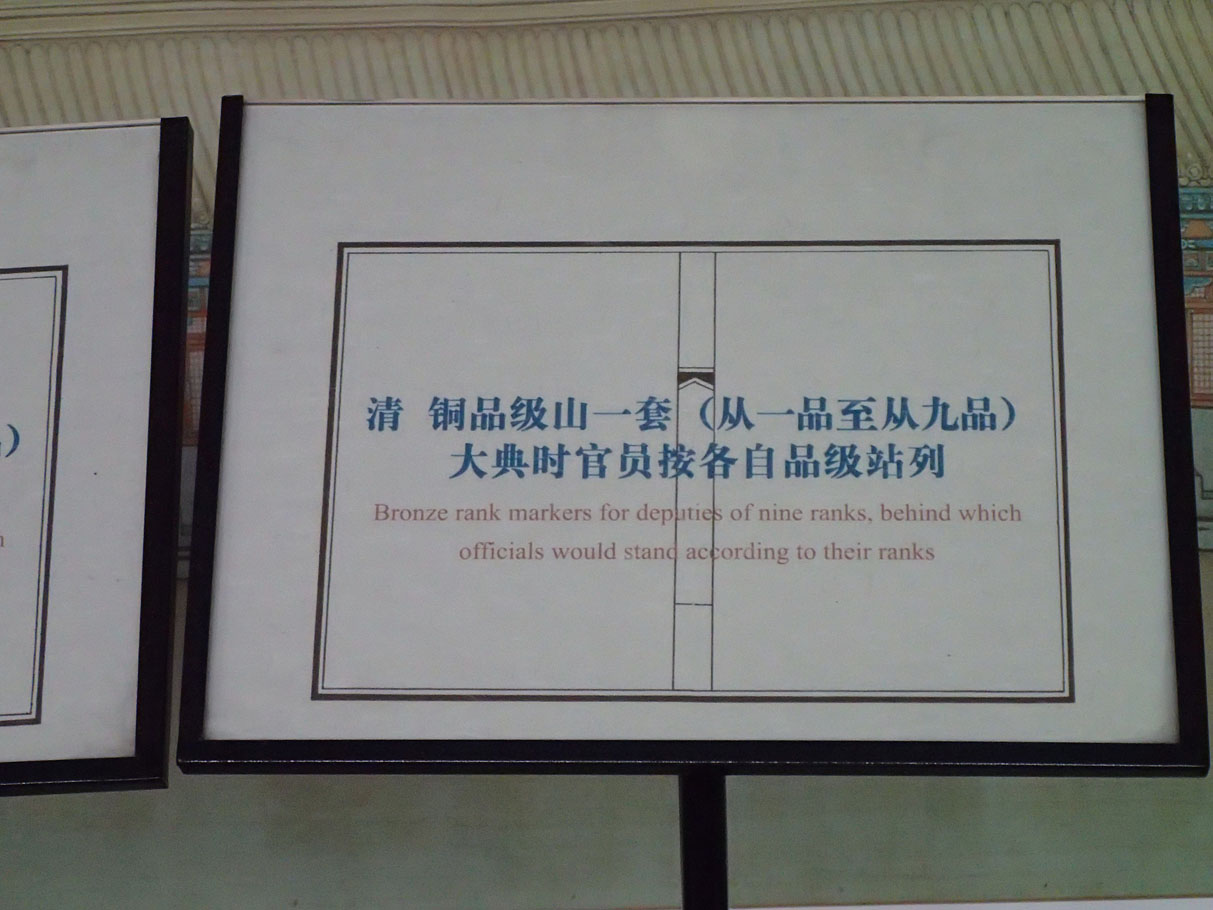 清 铜品级山一套（从一品至从九品）
大典时官员按各自品级站列
Bronze rank markers for deputies of nine ranks, behind which
officials would stand according to their ranks